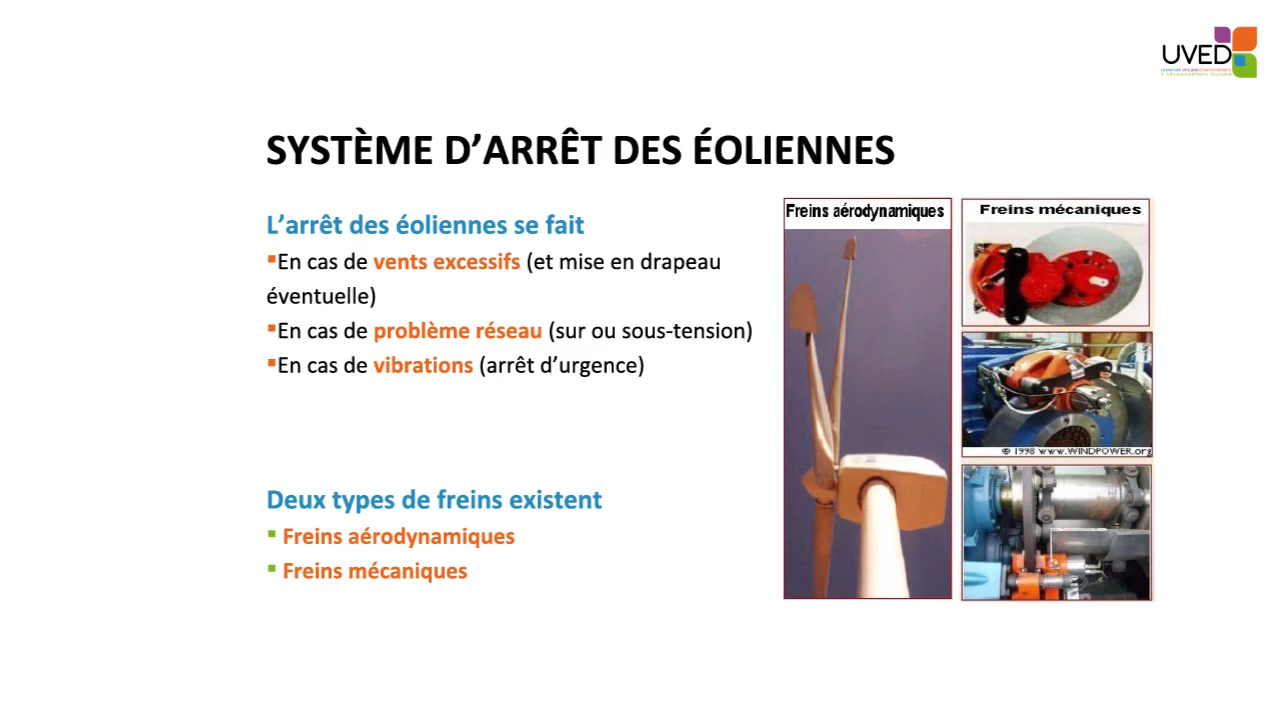 UVED
SYSTÈME D’ARRÊT DES ÉOLIENNES
L’arrêt des éoliennes se fait
▪En cas de vents excessifs (et mise en drapeau
éventuelle)
▪En cas de problème réseau (sur ou sous-tension)
▪En cas de vibrations (arrêt d’urgence)
Deux types de freins existent
▪ Freins aérodynamiques
▪ Freins mécaniques
Freins aérodynamiques
Freins mécaniques
© 1998 www.WINDPOWER.org